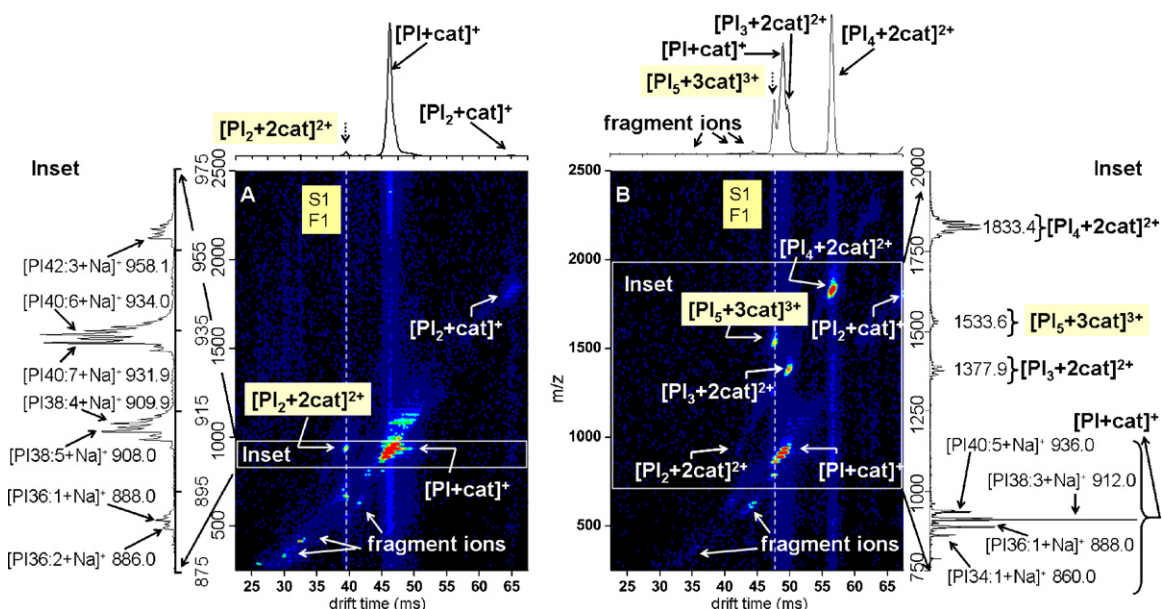 [PI+cat]⁺
[PI₂+2cat]²⁺
[PI₂+cat]⁺
Inset
975
955
935
915
895
875
[PI42:3+Na]⁺ 958.1
[PI40:6+Na]⁺ 934.0
[PI40:7+Na]⁺ 931.9
[PI38:4+Na]⁺ 909.9
[PI38:5+Na]⁺ 908.0
[PI36:1+Na]⁺ 888.0
[PI36:2+Na]⁺ 886.0
2500
2000
1500
1000
500
A
S1
F1
[PI₂+cat]⁺
[PI₂+2cat]²⁺
Inset
[PI+cat]⁺
fragment ions
25 30 35 40 45 50 55 60 65
drift time (ms)
[PI₃+2cat]²⁺
[PI+cat]⁺
[PI₄+2cat]²⁺
[PI₅+3cat]³⁺
fragment ions
m/z
2500
2000
1500
1000
500
B
S1
F1
[PI₄+2cat]²⁺
Inset
[PI₅+3cat]³⁺
[PI₂+cat]⁺
[PI₃+2cat]²⁺
[PI₂+2cat]²⁺
[PI+cat]⁺
fragment ions
25 30 35 40 45 50 55 60 65
drift time (ms)
Inset
2000
1750
1500
1250
1000
750
1833.4 } [PI₄+2cat]²⁺
1533.6 } [PI₅+3cat]³⁺
1377.9 } [PI₃+2cat]²⁺
[PI+cat]⁺
[PI40:5+Na]⁺ 936.0
[PI38:3+Na]⁺ 912.0
[PI36:1+Na]⁺ 888.0
[PI34:1+Na]⁺ 860.0